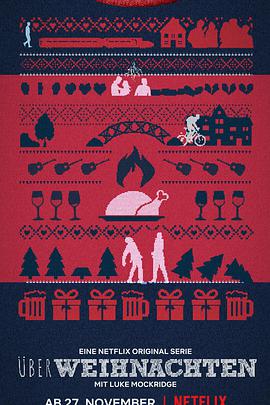 EINE NETFLIX ORIGINAL SERIE
ÜBER WEIHNACHTEN
MIT LUKE MOCKRIDGE
AB 27. NOVEMBER | NETFLIX